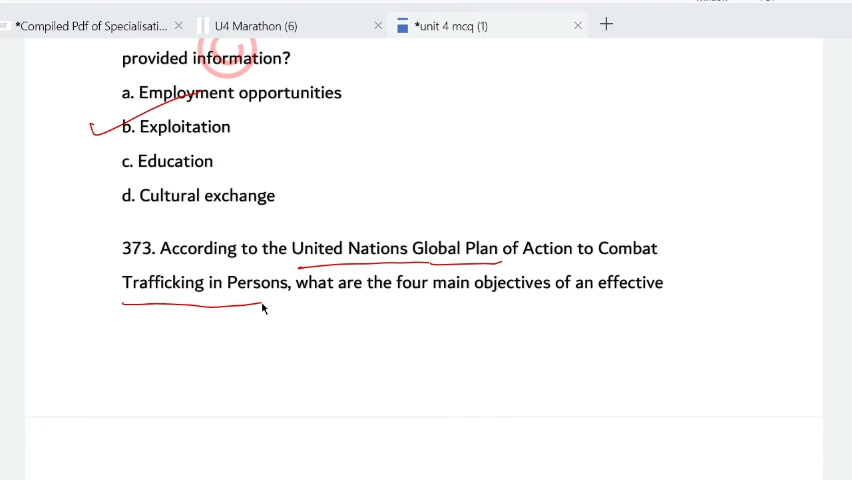 *Compiled Pdf of Specialisati...
U4 Marathon (6)
*unit 4 mcq (1)
provided information?
a. Employment opportunities
b. Exploitation
c. Education
d. Cultural exchange
373. According to the United Nations Global Plan of Action to Combat
Trafficking in Persons, what are the four main objectives of an effective